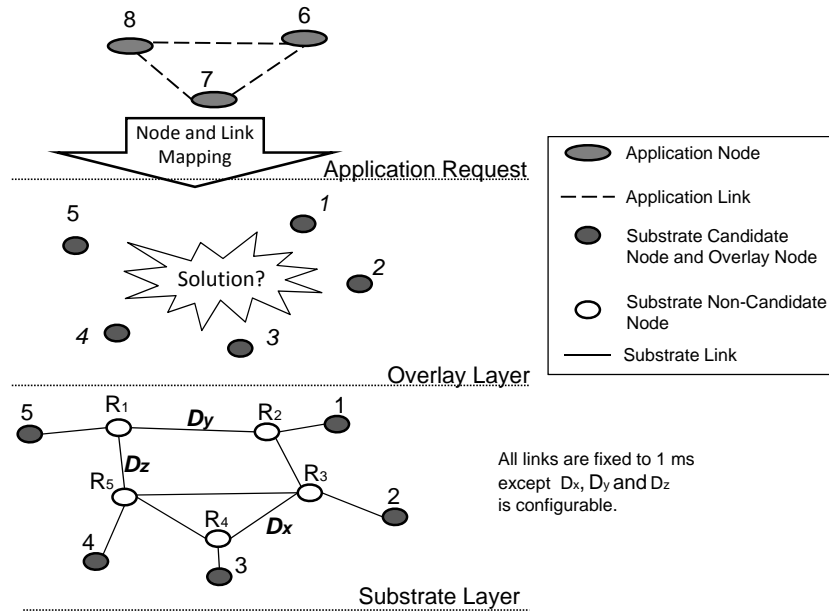 8
6
7
Node and Link
Mapping
Application Request
5
1
2
Solution?
4
3
Overlay Layer
5
R1
Dy
R2
1
Dz
R5
R3
2
R4
Dx
4
3
Substrate Layer
Application Node
Application Link
Substrate Candidate
Node and Overlay Node
Substrate Non-Candidate
Node
Substrate Link
All links are fixed to 1 ms
except Dx, Dy and Dz
is configurable.